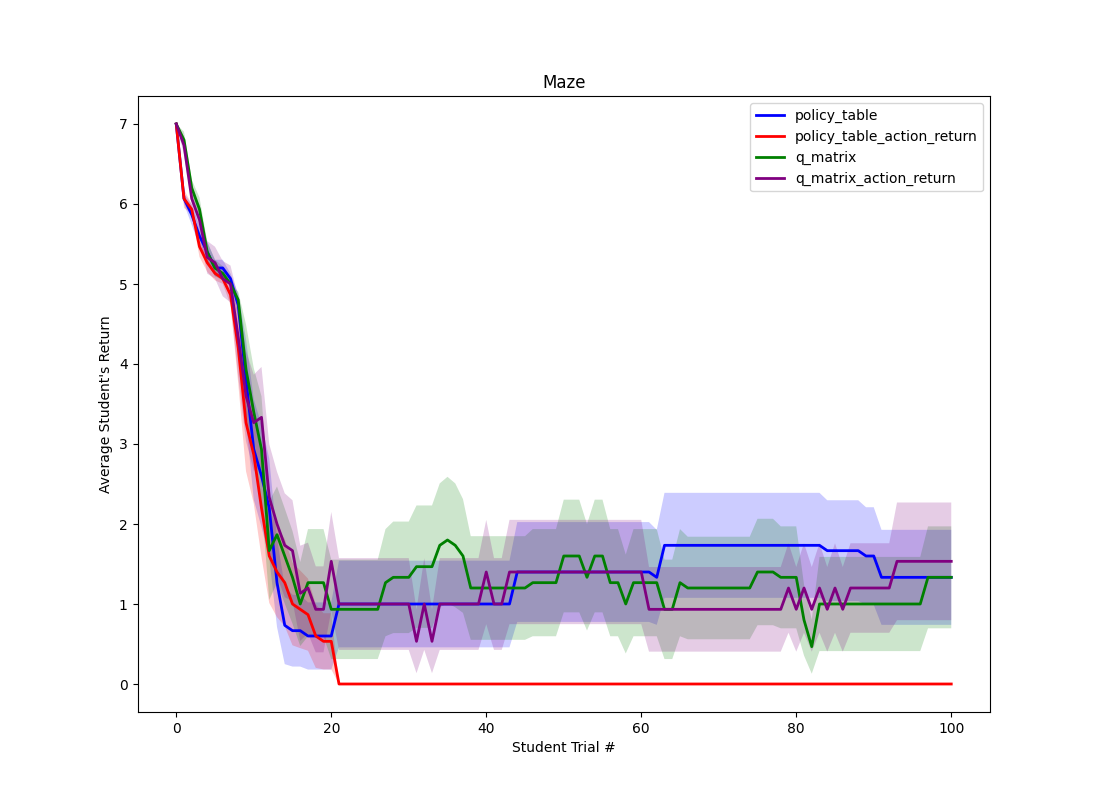 Maze
policy_table
policy_table_action_return
q_matrix
q_matrix_action_return
Average Student's Return
7
6
5
4
3
2
1
0
0 20 40 60 80 100
Student Trial #